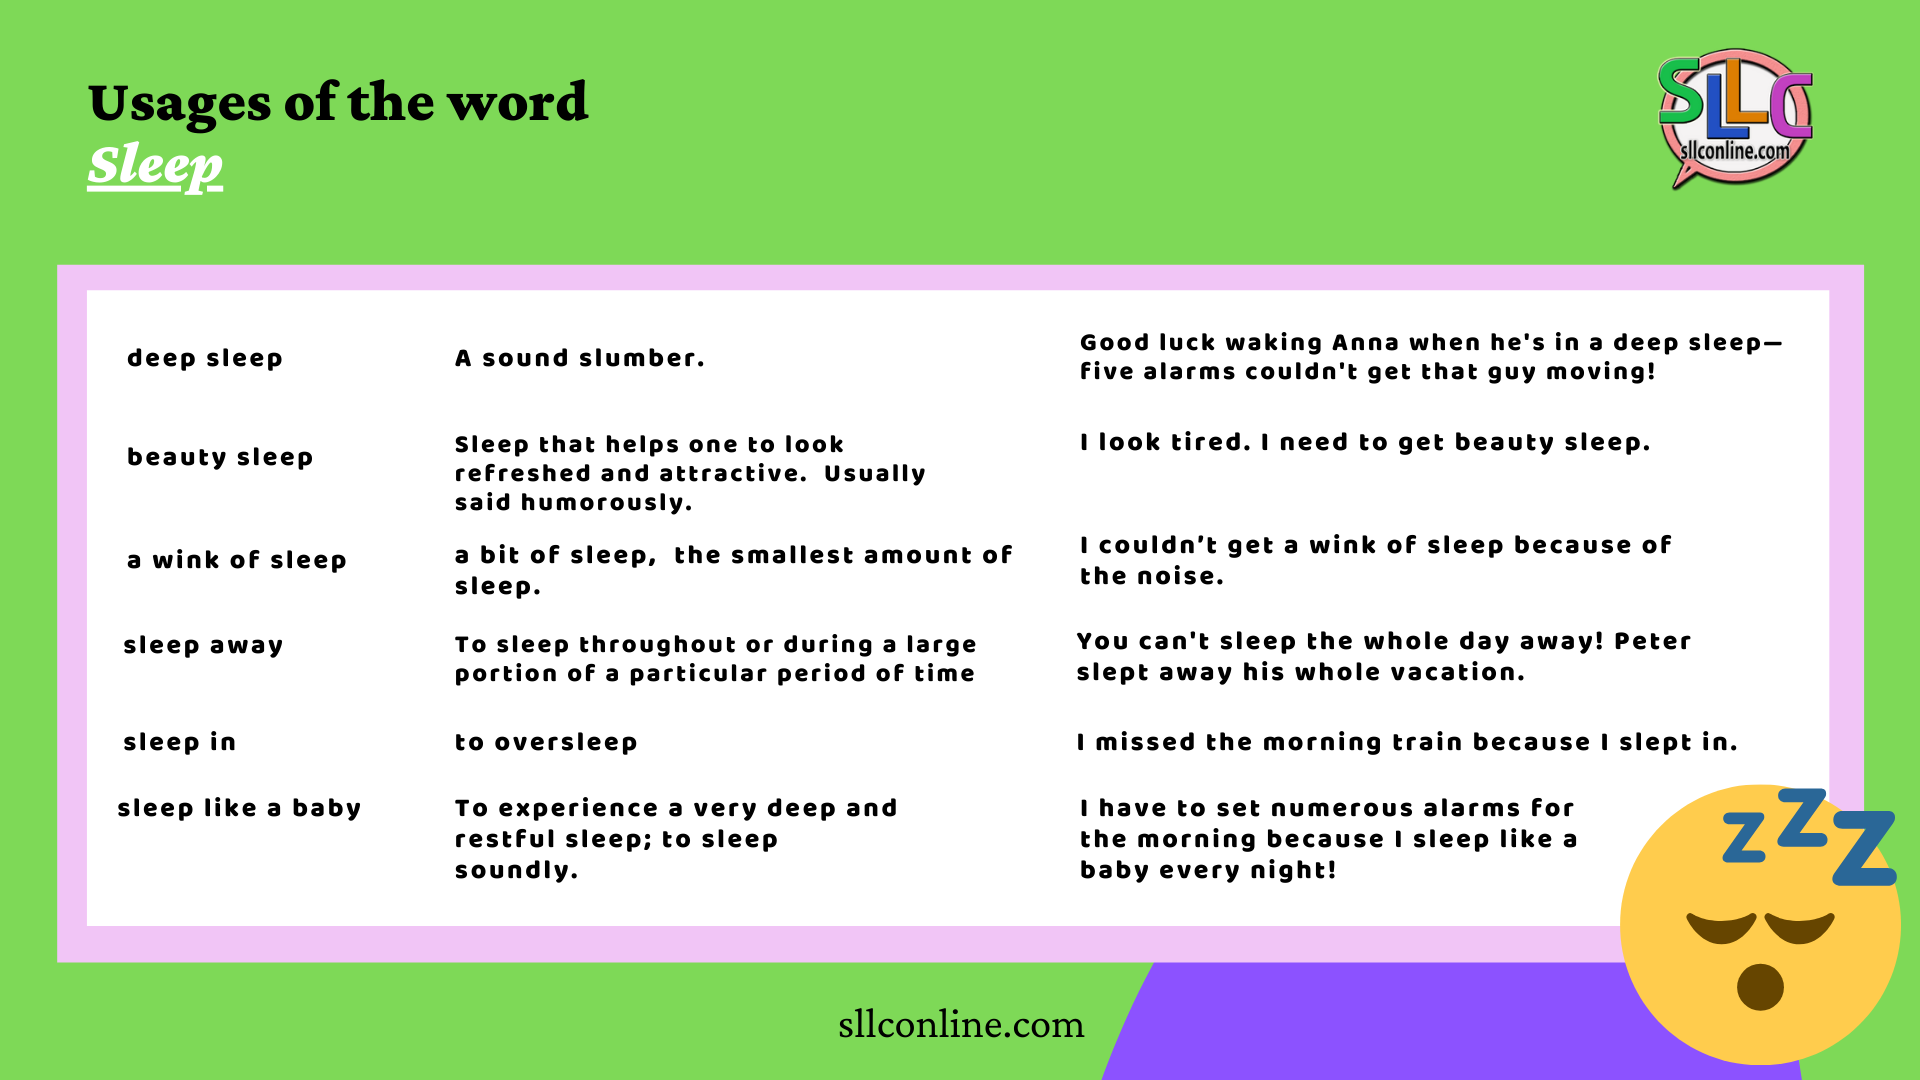 Usages of the word
Sleep
SLLC
sllconline.com
deep sleep
A sound slumber.
Good luck waking Anna when he's in a deep sleep—
five alarms couldn't get that guy moving!
beauty sleep
Sleep that helps one to look
refreshed and attractive.  Usually
said humorously.
I look tired. I need to get beauty sleep.
a wink of sleep
a bit of sleep,  the smallest amount of
sleep.
I couldn’t get a wink of sleep because of
the noise.
sleep away
To sleep throughout or during a large
portion of a particular period of time
You can't sleep the whole day away! Peter
slept away his whole vacation.
sleep in
to oversleep
I missed the morning train because I slept in.
sleep like a baby
To experience a very deep and
restful sleep; to sleep
soundly.
I have to set numerous alarms for
the morning because I sleep like a
baby every night!
z z z
sllconline.com